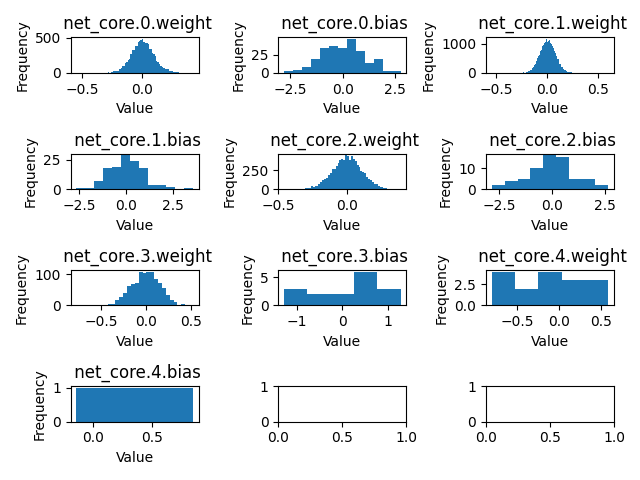 net_core.0.weight
net_core.0.bias
net_core.1.weight
Frequency
500
0
−0.5
0.0
Value
Frequency
25
0
−2.5
0.0
2.5
Value
Frequency
1000
0
−0.5
0.0
0.5
Value
net_core.1.bias
net_core.2.weight
net_core.2.bias
Frequency
25
0
−2.5
0.0
2.5
Value
Frequency
250
0
−0.5
0.0
Value
Frequency
10
0
−2.5
0.0
2.5
Value
net_core.3.weight
net_core.3.bias
net_core.4.weight
Frequency
100
0
−0.5
0.0
0.5
Value
Frequency
5
0
−1
0
1
Value
Frequency
2.5
0.0
−0.5
0.0
0.5
Value
net_core.4.bias
Frequency
1
0
0.0
0.5
Value
1
0
0.0
0.5
1.0
1
0
0.0
0.5
1.0